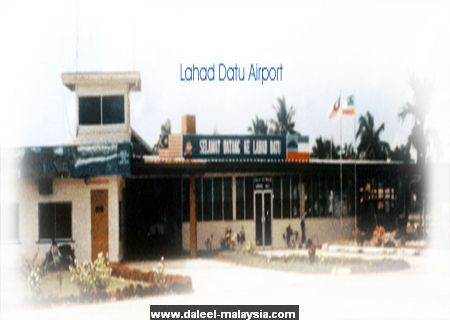 Lahad Datu Airport
SELAMAT DATANG KE LAHAD DATU
www.daleel-malaysia.com